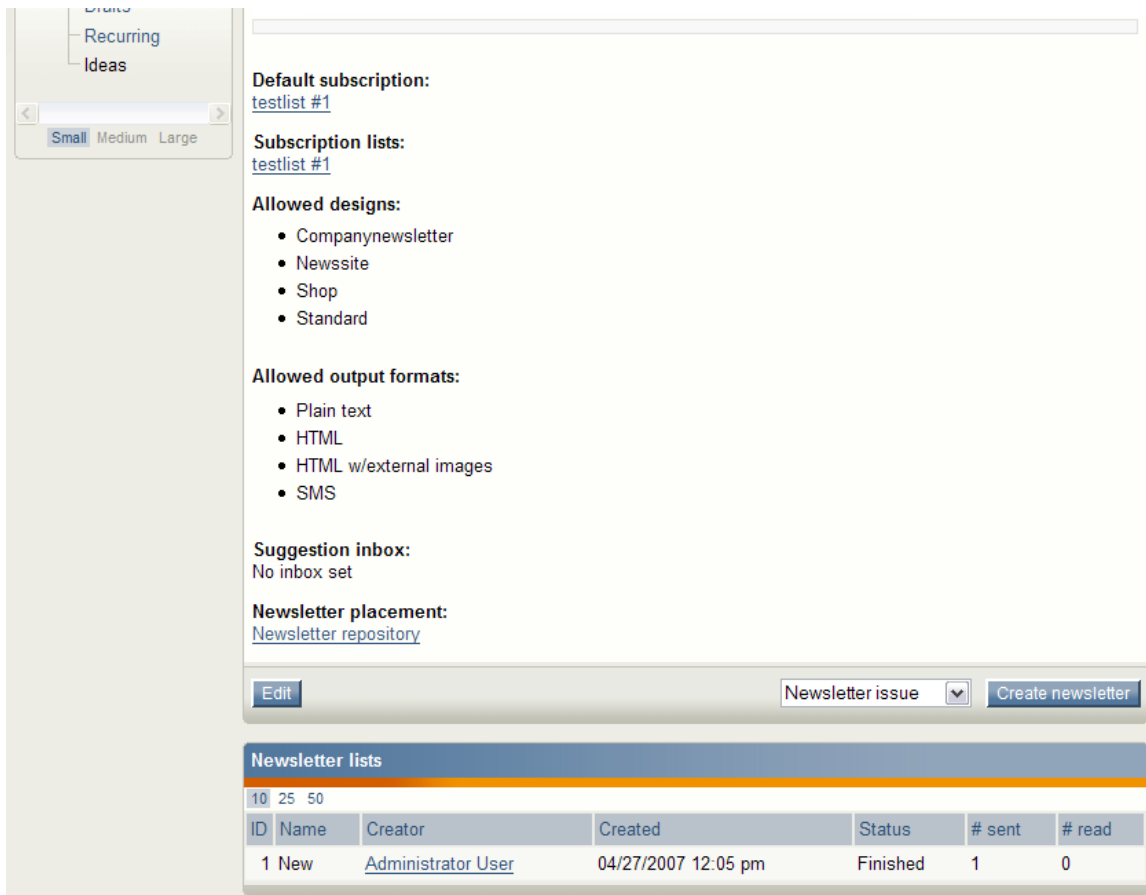 Drafts
Recurring
Ideas
Small Medium Large
Default subscription:
testlist #1
Subscription lists:
testlist #1
Allowed designs:
Companynewsletter
Newssite
Shop
Standard
Allowed output formats:
Plain text
HTML
HTML w/external images
SMS
Suggestion inbox:
No inbox set
Newsletter placement:
Newsletter repository
Edit Newsletter issue Create newsletter
Newsletter lists
10 25 50
ID Name Creator Created Status # sent # read
1 New Administrator User 04/27/2007 12:05 pm Finished 1 0